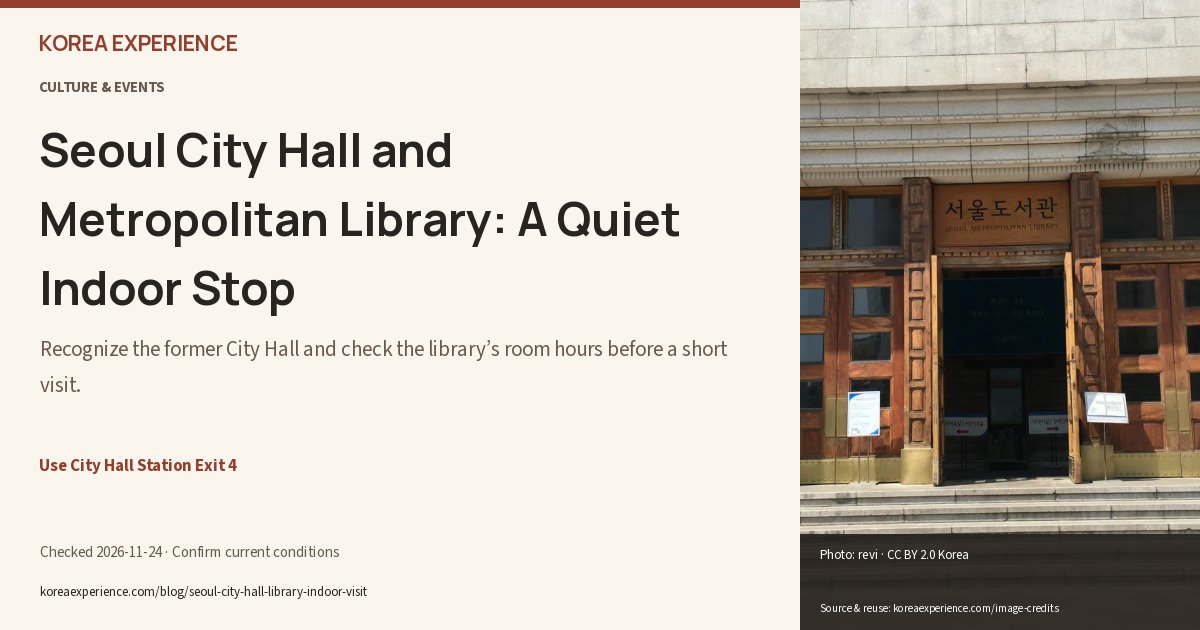 KOREA EXPERIENCE
CULTURE & EVENTS
Seoul City Hall and
Metropolitan Library: A Quiet
Indoor Stop
Recognize the former City Hall and check the library’s room hours before a short
visit.
Use City Hall Station Exit 4
Checked 2026-11-24 · Confirm current conditions
koreaexperience.com/blog/seoul-city-hall-library-indoor-visit
서울도서관
SEOUL METROPOLITAN LIBRARY
Photo: revi · CC BY 2.0 Korea
Source & reuse: koreaexperience.com/image-credits